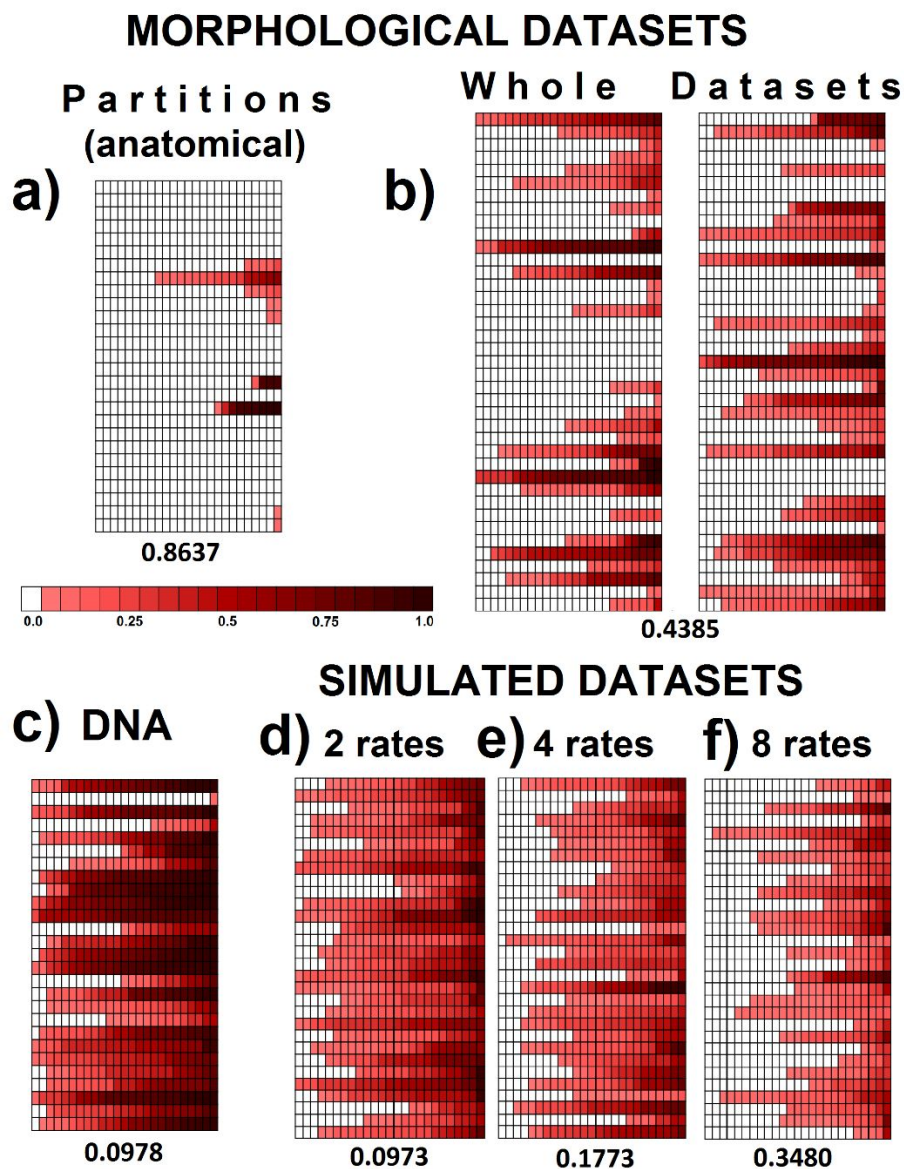 MORPHOLOGICAL DATASETS
Partitions
(anatomical)
a)
Whole Datasets
b)
0.8637
0.0 0.25 0.5 0.75 1.0
0.4385
SIMULATED DATASETS
c) DNA
d) 2 rates
e) 4 rates
f) 8 rates
0.0978
0.0973
0.1773
0.3480